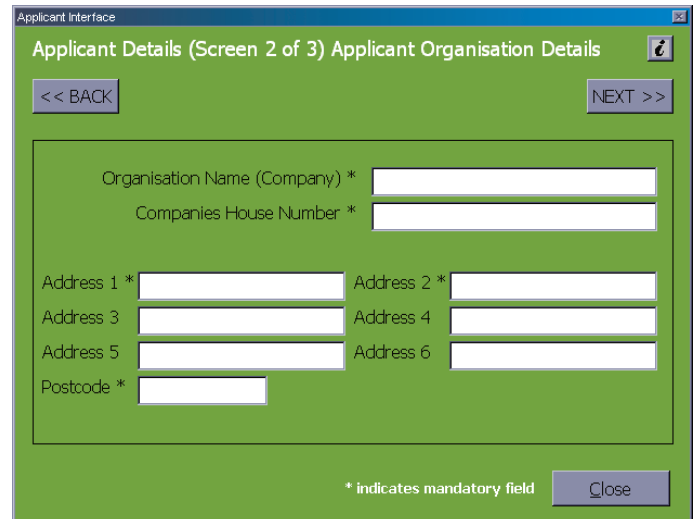 Applicant Interface
Applicant Details (Screen 2 of 3) Applicant Organisation Details i
<< BACK NEXT >>
Organisation Name (Company) *
Companies House Number *
Address 1 * Address 2 *
Address 3 Address 4
Address 5 Address 6
Postcode *
* indicates mandatory field Close